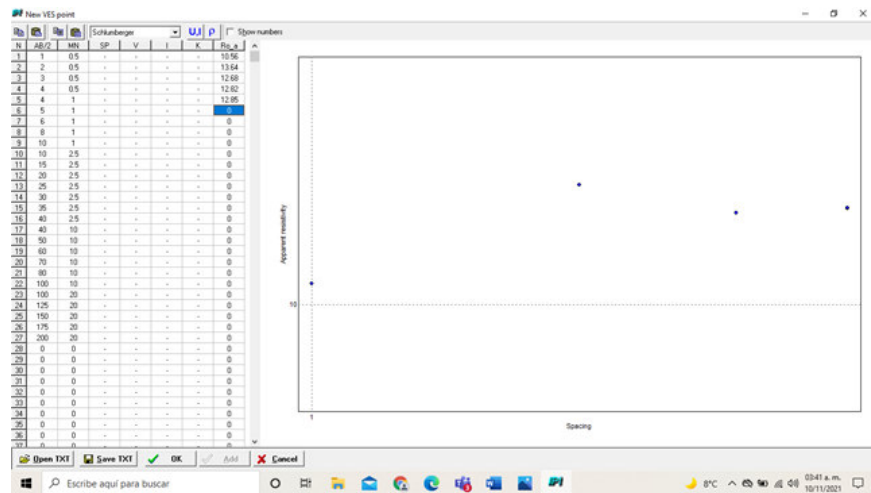 New VES point
Schlumberger U,I ρ Show numbers
N AB/2 MN SP V I K Ro_a
1 1 0.5 - - - - 10.56
2 2 0.5 - - - - 13.64
3 3 0.5 - - - - 12.68
4 4 0.5 - - - - 12.82
5 4 1 - - - - 12.85
6 5 1 - - - - 0
7 6 1 - - - - 0
8 8 1 - - - - 0
9 10 1 - - - - 0
10 10 2.5 - - - - 0
11 15 2.5 - - - - 0
12 20 2.5 - - - - 0
13 25 2.5 - - - - 0
14 30 2.5 - - - - 0
15 35 2.5 - - - - 0
16 40 2.5 - - - - 0
17 40 10 - - - - 0
18 50 10 - - - - 0
19 60 10 - - - - 0
20 70 10 - - - - 0
21 80 10 - - - - 0
22 100 10 - - - - 0
23 100 20 - - - - 0
24 125 20 - - - - 0
25 150 20 - - - - 0
26 175 20 - - - - 0
27 200 20 - - - - 0
28 0 0 - - - - 0
29 0 0 - - - - 0
30 0 0 - - - - 0
31 0 0 - - - - 0
32 0 0 - - - - 0
33 0 0 - - - - 0
34 0 0 - - - - 0
35 0 0 - - - - 0
36 0 0 - - - - 0
37 0 0 - - - - 0
Apparent resistivity
10
1
Spacing
Open TXT Save TXT OK Add Cancel
Escribe aquí para buscar
IPI
8°C
03:41 a. m.
10/11/2021